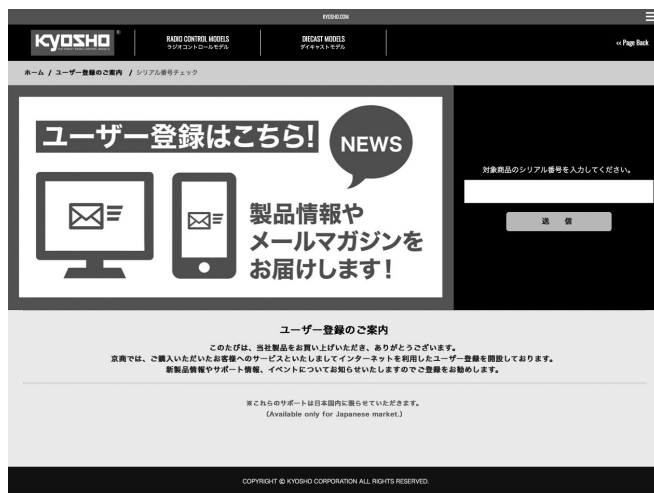 KYOSHO.COM
KYOSHO®
THE FINEST RADIO CONTROL MODELS
RADIO CONTROL MODELS
ラジオコントロールモデル
DIECAST MODELS
ダイキャストモデル
<< Page Back
ホーム / ユーザー登録のご案内 / シリアル番号チェック
ユーザー登録はこちら!
NEWS
製品情報や
メールマガジンを
お届けします!
対象商品のシリアル番号を入力してください。
送 信
ユーザー登録のご案内
このたびは、当社製品をお買い上げいただき、ありがとうございます。
京商では、ご購入いただいたお客様へのサービスといたしましてインターネットを利用したユーザー登録を開設しております。
新製品情報やサポート情報、イベントについてお知らせいたしますのでご登録をお勧めします。
※これらのサポートは日本国内に限らせていただきます。
(Available only for Japanese market.)
COPYRIGHT © KYOSHO CORPORATION ALL RIGHTS RESERVED.